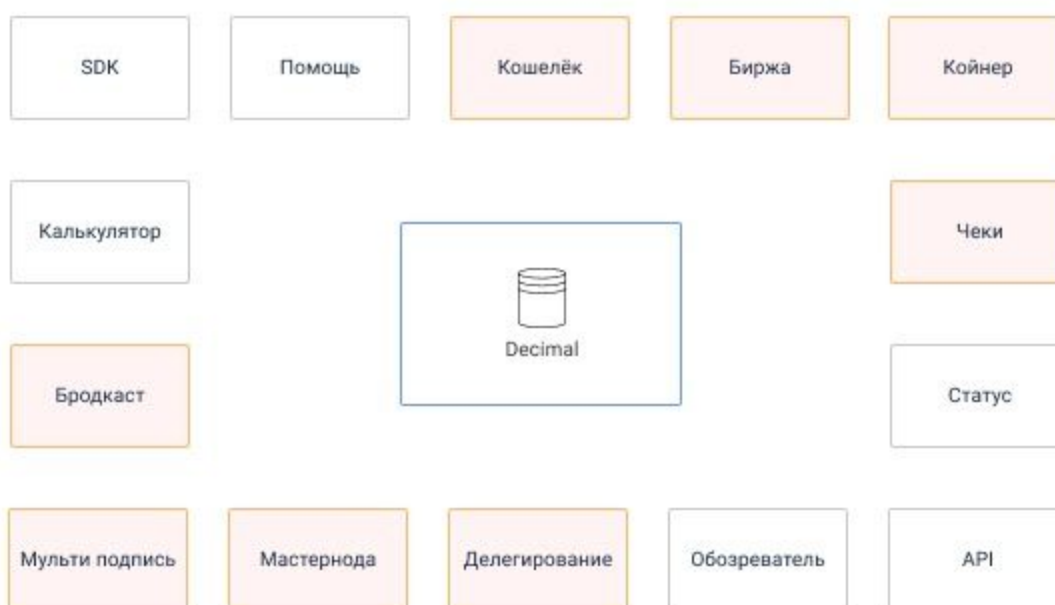 SDK
Помощь
Кошелёк
Биржа
Койнер
Калькулятор
Чеки
Decimal
Бродкаст
Статус
Мульти подпись
Мастернода
Делегирование
Обозреватель
API